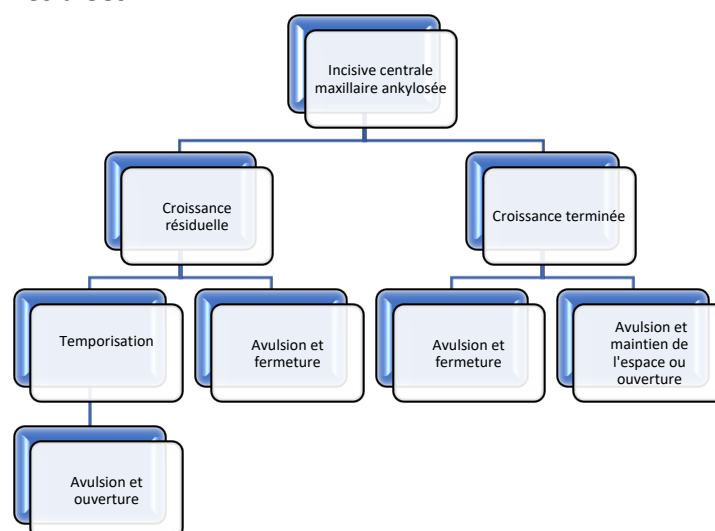 Incisive centrale
maxillaire ankylosée
Croissance
résiduelle
Croissance terminée
Temporisation
Avulsion et
fermeture
Avulsion et
fermeture
Avulsion et
maintien de
l'espace ou
ouverture
Avulsion et
ouverture